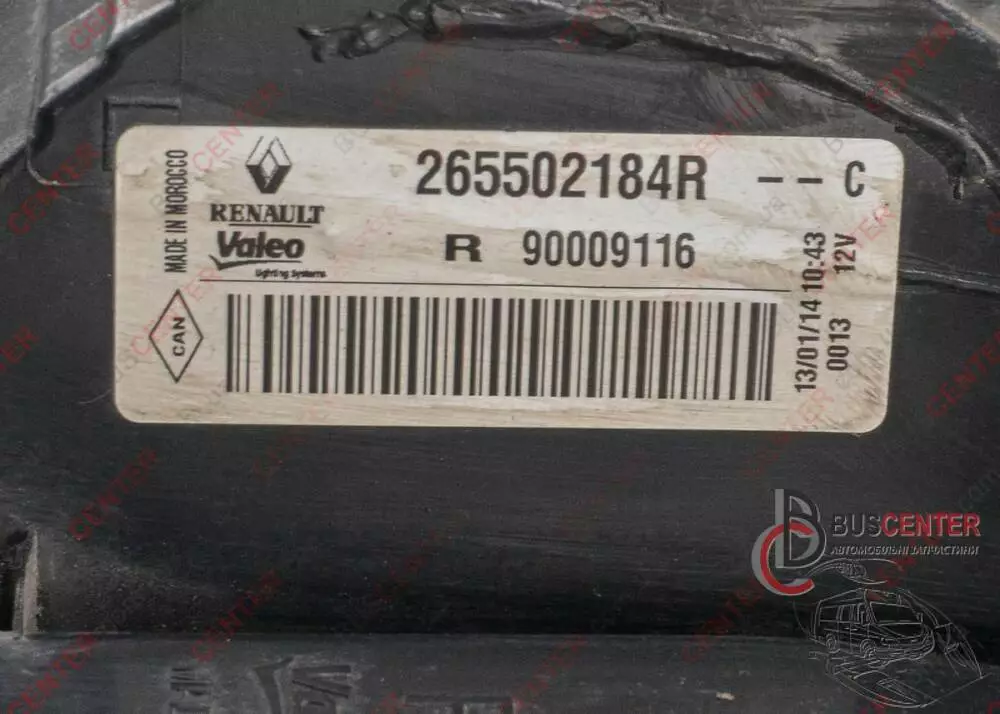 MADE IN MOROCCO
RENAULT
Valeo
Lighting Systems
265502184R -- C
R 90009116
CAN
13/01/14 10:43
0013 12V
BUSCENTER
АВТОМОБІЛЬНІ ЗАПЧАСТИНИ